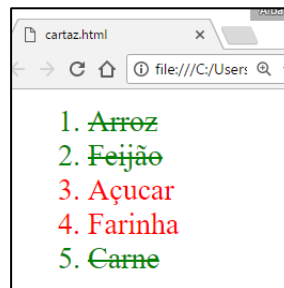 cartaz.html
file:///C:/Users
1. Arroz
2. Feijão
3. Açucar
4. Farinha
5. Carne